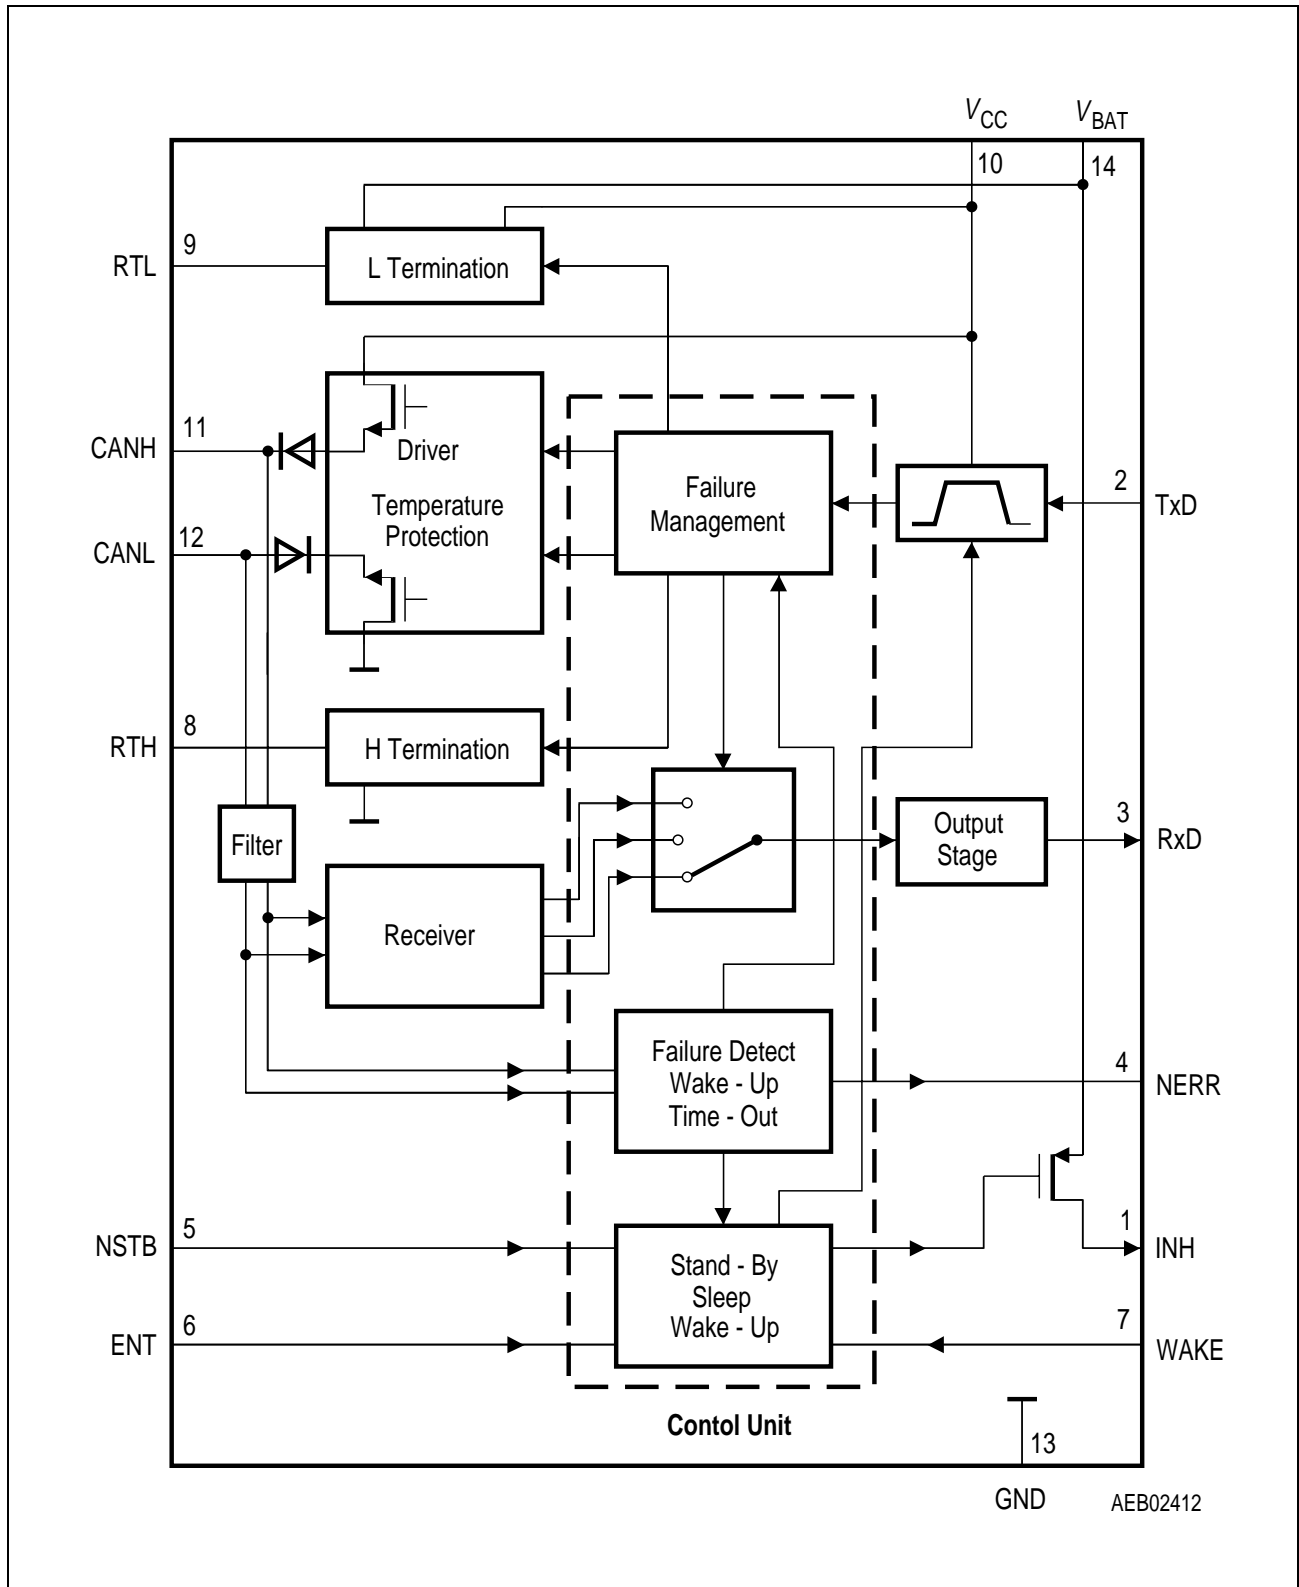 VCC
VBAT
10
14
9
RTL
L Termination
11
CANH
Driver
Temperature
Protection
12
CANL
Failure
Management
2
TxD
8
RTH
H Termination
Filter
Receiver
Output
Stage
3
RxD
Failure Detect
Wake - Up
Time - Out
4
NERR
5
NSTB
Stand - By
Sleep
Wake - Up
1
INH
6
ENT
7
WAKE
Contol Unit
13
GND
AEB02412